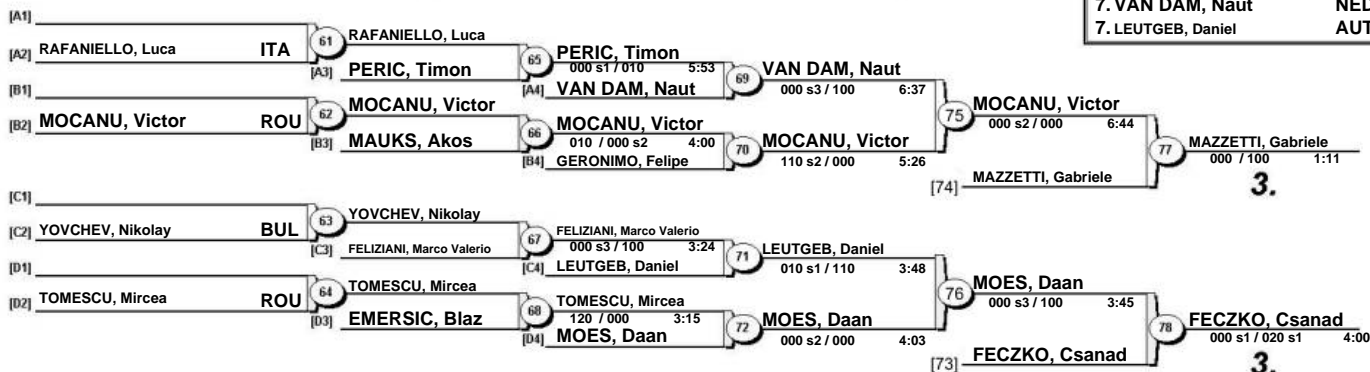 7. VAN DAM, Naut NED
7. LEUTGEB, Daniel AUT
[A1]
[A2] RAFANIELLO, Luca ITA
61
RAFANIELLO, Luca
[A3] PERIC, Timon
65
PERIC, Timon
000 s1 / 010 5:53
[A4] VAN DAM, Naut
69
VAN DAM, Naut
000 s3 / 100 6:37
[B1]
[B2] MOCANU, Victor ROU
62
MOCANU, Victor
[B3] MAUKS, Akos
66
MOCANU, Victor
010 / 000 s2 4:00
[B4] GERONIMO, Felipe
70
MOCANU, Victor
110 s2 / 000 5:26
75
MOCANU, Victor
000 s2 / 000 6:44
[74] MAZZETTI, Gabriele
77
MAZZETTI, Gabriele
000 / 100 1:11
3.
[C1]
[C2] YOVCHEV, Nikolay BUL
63
YOVCHEV, Nikolay
[C3] FELIZIANI, Marco Valerio
67
FELIZIANI, Marco Valerio
000 s3 / 100 3:24
[C4] LEUTGEB, Daniel
71
LEUTGEB, Daniel
010 s1 / 110 3:48
[D1]
[D2] TOMESCU, Mircea ROU
64
TOMESCU, Mircea
[D3] EMERSIC, Blaz
68
TOMESCU, Mircea
120 / 000 3:15
[D4] MOES, Daan
72
MOES, Daan
000 s2 / 000 4:03
76
MOES, Daan
000 s3 / 100 3:45
[73] FECZKO, Csanad
78
FECZKO, Csanad
000 s1 / 020 s1 4:00
3.